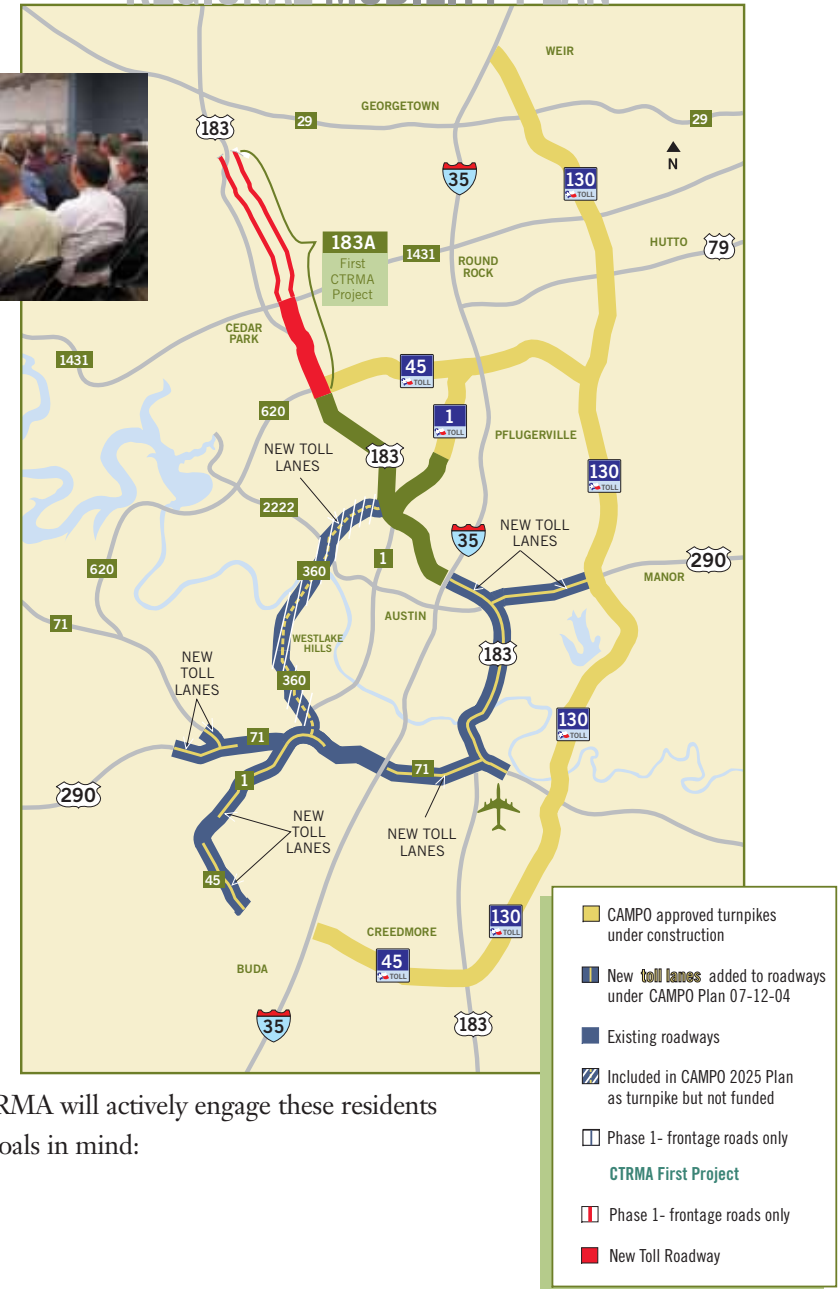 REGIONAL MOBILITY PLAN
WEIR
GEORGETOWN
183
29
29
35
N
130
TOLL
183A
First
CTRMA
Project
1431
ROUND
ROCK
HUTTO
79
CEDAR
PARK
1431
45
TOLL
620
1
TOLL
NEW TOLL
LANES
183
PFLUGERVILLE
130
TOLL
2222
35
NEW TOLL
LANES
290
620
360
1
MANOR
71
AUSTIN
WESTLAKE
HILLS
183
NEW
TOLL
LANES
360
130
TOLL
71
71
290
1
NEW
TOLL
LANES
NEW TOLL
LANES
45
130
TOLL
CREEDMORE
45
TOLL
BUDA
35
183
CAMPO approved turnpikes
under construction
New toll lanes added to roadways
under CAMPO Plan 07-12-04
Existing roadways
Included in CAMPO 2025 Plan
as turnpike but not funded
Phase 1- frontage roads only
CTRMA First Project
Phase 1- frontage roads only
New Toll Roadway
RMA will actively engage these residents
oals in mind: